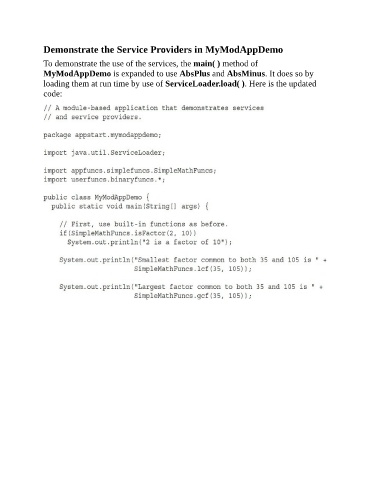 Demonstrate the Service Providers in MyModAppDemo
To demonstrate the use of the services, the main( ) method of
MyModAppDemo is expanded to use AbsPlus and AbsMinus. It does so by
loading them at run time by use of ServiceLoader.load( ). Here is the updated
code:
// A module-based application that demonstrates services
// and service providers.
package appstart.mymodappdemo;
import java.util.ServiceLoader;
import appfuncs.simplefuncs.SimpleMathFuncs;
import userfuncs.binaryfuncs.*;
public class MyModAppDemo {
public static void main(String[] args) {
// First, use built-in functions as before.
if(SimpleMathFuncs.isFactor(2, 10))
System.out.println("2 is a factor of 10");
System.out.println("Smallest factor common to both 35 and 105 is " +
SimpleMathFuncs.lcf(35, 105));
System.out.println("Largest factor common to both 35 and 105 is " +
SimpleMathFuncs.gcf(35, 105));